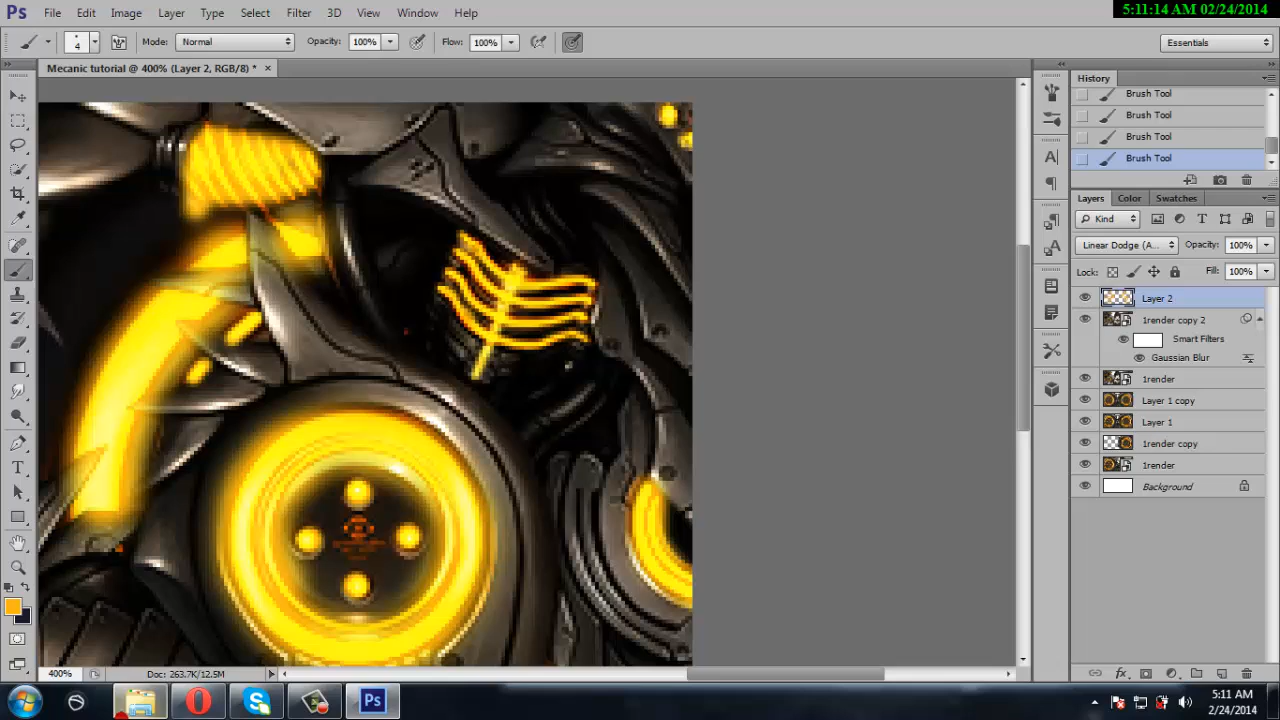 5:11:14 AM 02/24/2014
Ps File Edit Image Layer Type Select Filter 3D View Window Help
4 Mode: Normal Opacity: 100% Flow: 100% Essentials
Mecanic tutorial @ 400% (Layer 2, RGB/8) * ×
History
Brush Tool
Brush Tool
Brush Tool
Brush Tool
Layers Color Swatches
Kind
Linear Dodge (A... Opacity: 100%
Lock: Fill: 100%
Layer 2
1render copy 2
Smart Filters
Gaussian Blur
1render
Layer 1 copy
Layer 1
1render copy
1render
Background
400% Doc: 263.7K/12.5M
Ps 5:11 AM
2/24/2014